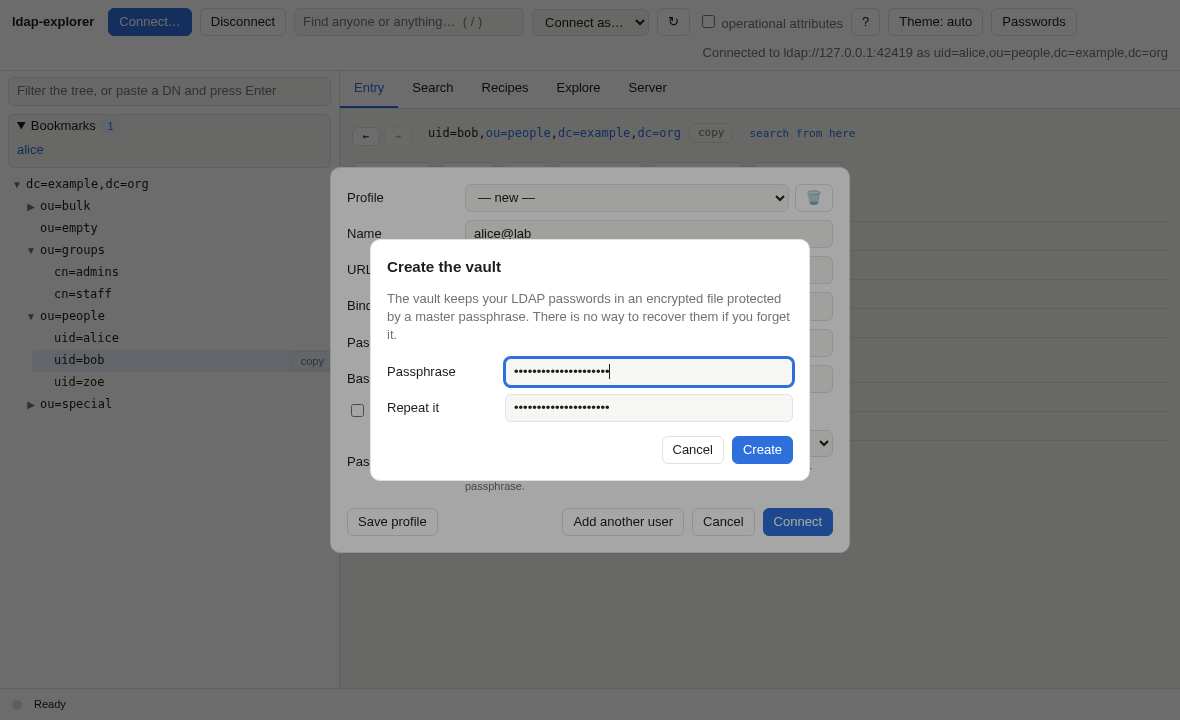 ldap-explorer Connect… Disconnect Find anyone or anything… ( / ) Connect as… ↻ operational attributes ? Theme: auto Passwords
Connected to ldap://127.0.0.1:42419 as uid=alice,ou=people,dc=example,dc=org
Filter the tree, or paste a DN and press Enter
Bookmarks 1
alice
dc=example,dc=org
ou=bulk
ou=empty
ou=groups
cn=admins
cn=staff
ou=people
uid=alice
uid=bob copy
uid=zoe
ou=special
Entry Search Recipes Explore Server
← → uid=bob,ou=people,dc=example,dc=org copy search from here
Profile — new —
Name alice@lab
URL
Create the vault
The vault keeps your LDAP passwords in an encrypted file protected
by a master passphrase. There is no way to recover them if you forget
it.
Passphrase •••••••••••••••••••••
Repeat it •••••••••••••••••••••
Cancel Create
passphrase.
Save profile Add another user Cancel Connect
Ready